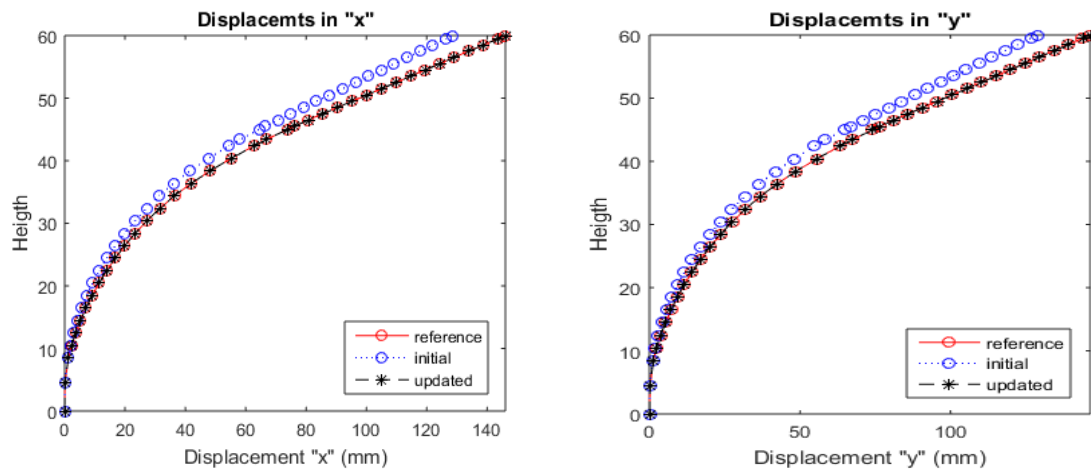 Displacemts in "x"
60
50
40
30
20
10
0
Heigth
reference
initial
updated
0 20 40 60 80 100 120 140
Displacement "x" (mm)
Displacemts in "y"
60
50
40
30
20
10
0
Heigth
reference
initial
updated
0 50 100
Displacement "y" (mm)